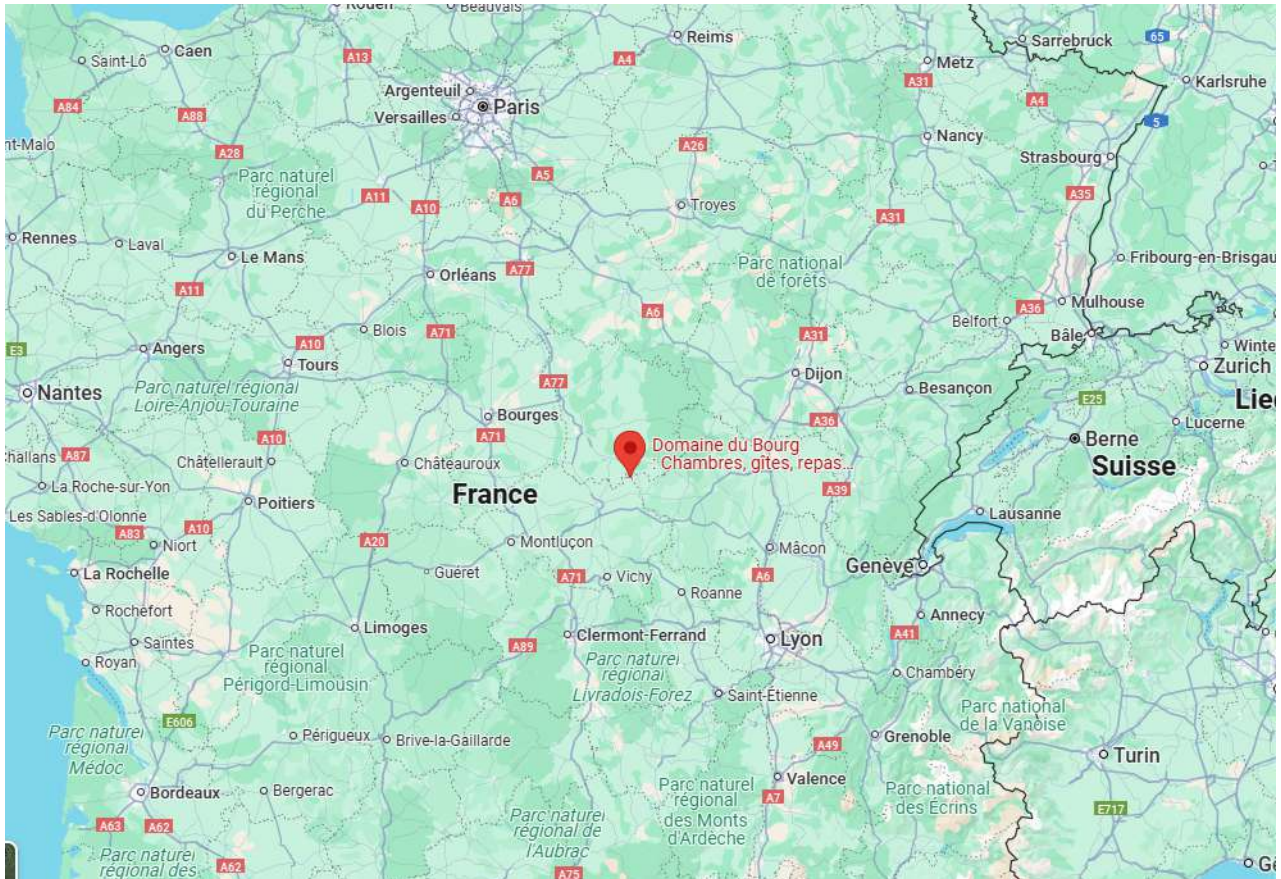 Rouen
Beauvais
Reims
Sarrebruck
65
Caen
Saint-Lô
A13
A4
Metz
A31
Karlsruhe
Argenteuil
Paris
A84
A88
Versailles
A4
5
nt-Malo
A28
A26
Nancy
Strasbourg
Parc naturel
régional
du Perche
A11
A10
A6
A5
A35
Troyes
A31
Rennes
Laval
Le Mans
Orléans
A77
Parc national
de forêts
Fribourg-en-Brisgau
A11
A6
A36
Mulhouse
Blois
A71
A31
Belfort
Bâle
E3
Angers
A10
Tours
Winte
Zurich
Nantes
Parc naturel régional
Loire-Anjou-Touraine
A77
Dijon
Besançon
E25
Lie
Bourges
A36
Lucerne
A10
A71
Domaine du Bourg
: Chambres, gîtes, repas...
Berne
Suisse
Challans
A87
Châtellerault
Châteauroux
La Roche-sur-Yon
France
A39
Poitiers
Lausanne
Les Sables-d'Olonne
A83
A10
Niort
A20
Montluçon
Mâcon
Genève
La Rochelle
Guéret
A71
Vichy
A6
Roanne
Rochefort
Annecy
Saintes
Limoges
Clermont-Ferrand
Lyon
A41
Royan
Parc naturel
régional
Périgord-Limousin
A89
Parc naturel
régional
Livradois-Forez
Chambéry
Saint-Étienne
Parc national
de la Vanoise
E606
Parc naturel
régional
Médoc
Périgueux
Brive-la-Gaillarde
A49
Grenoble
Turin
Bordeaux
Bergerac
Parc naturel
régional
des Monts
d'Ardèche
Valence
A7
Parc national
des Écrins
E717
A63
A62
Parc naturel
régional de
l'Aubrac
Parc naturel
régional des
A62
A75